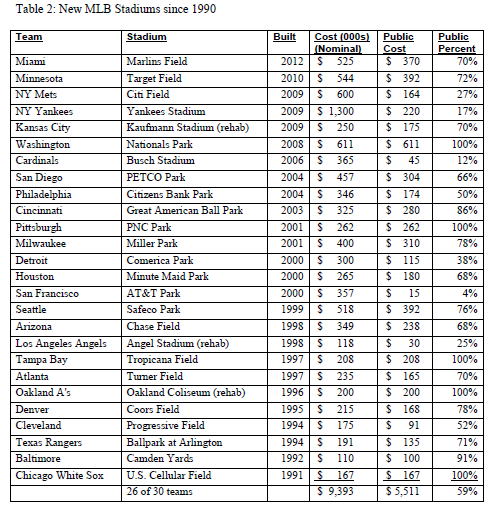 Table 2: New MLB Stadiums since 1990
Team Stadium Built Cost (000s) Public Public
(Nominal) Cost Percent
Miami Marlins Field 2012 $ 525 $ 370 70%
Minnesota Target Field 2010 $ 544 $ 392 72%
NY Mets Citi Field 2009 $ 600 $ 164 27%
NY Yankees Yankees Stadium 2009 $ 1,300 $ 220 17%
Kansas City Kaufmann Stadium (rehab) 2009 $ 250 $ 175 70%
Washington Nationals Park 2008 $ 611 $ 611 100%
Cardinals Busch Stadium 2006 $ 365 $ 45 12%
San Diego PETCO Park 2004 $ 457 $ 304 66%
Philadelphia Citizens Bank Park 2004 $ 346 $ 174 50%
Cincinnati Great American Ball Park 2003 $ 325 $ 280 86%
Pittsburgh PNC Park 2001 $ 262 $ 262 100%
Milwaukee Miller Park 2001 $ 400 $ 310 78%
Detroit Comerica Park 2000 $ 300 $ 115 38%
Houston Minute Maid Park 2000 $ 265 $ 180 68%
San Francisco AT&T Park 2000 $ 357 $ 15 4%
Seattle Safeco Park 1999 $ 518 $ 392 76%
Arizona Chase Field 1998 $ 349 $ 238 68%
Los Angeles Angels Angel Stadium (rehab) 1998 $ 118 $ 30 25%
Tampa Bay Tropicana Field 1997 $ 208 $ 208 100%
Atlanta Turner Field 1997 $ 235 $ 165 70%
Oakland A's Oakland Coliseum (rehab) 1996 $ 200 $ 200 100%
Denver Coors Field 1995 $ 215 $ 168 78%
Cleveland Progressive Field 1994 $ 175 $ 91 52%
Texas Rangers Ballpark at Arlington 1994 $ 191 $ 135 71%
Baltimore Camden Yards 1992 $ 110 $ 100 91%
Chicago White Sox U.S. Cellular Field 1991 $ 167 $ 167 100%
26 of 30 teams $ 9,393 $ 5,511 59%